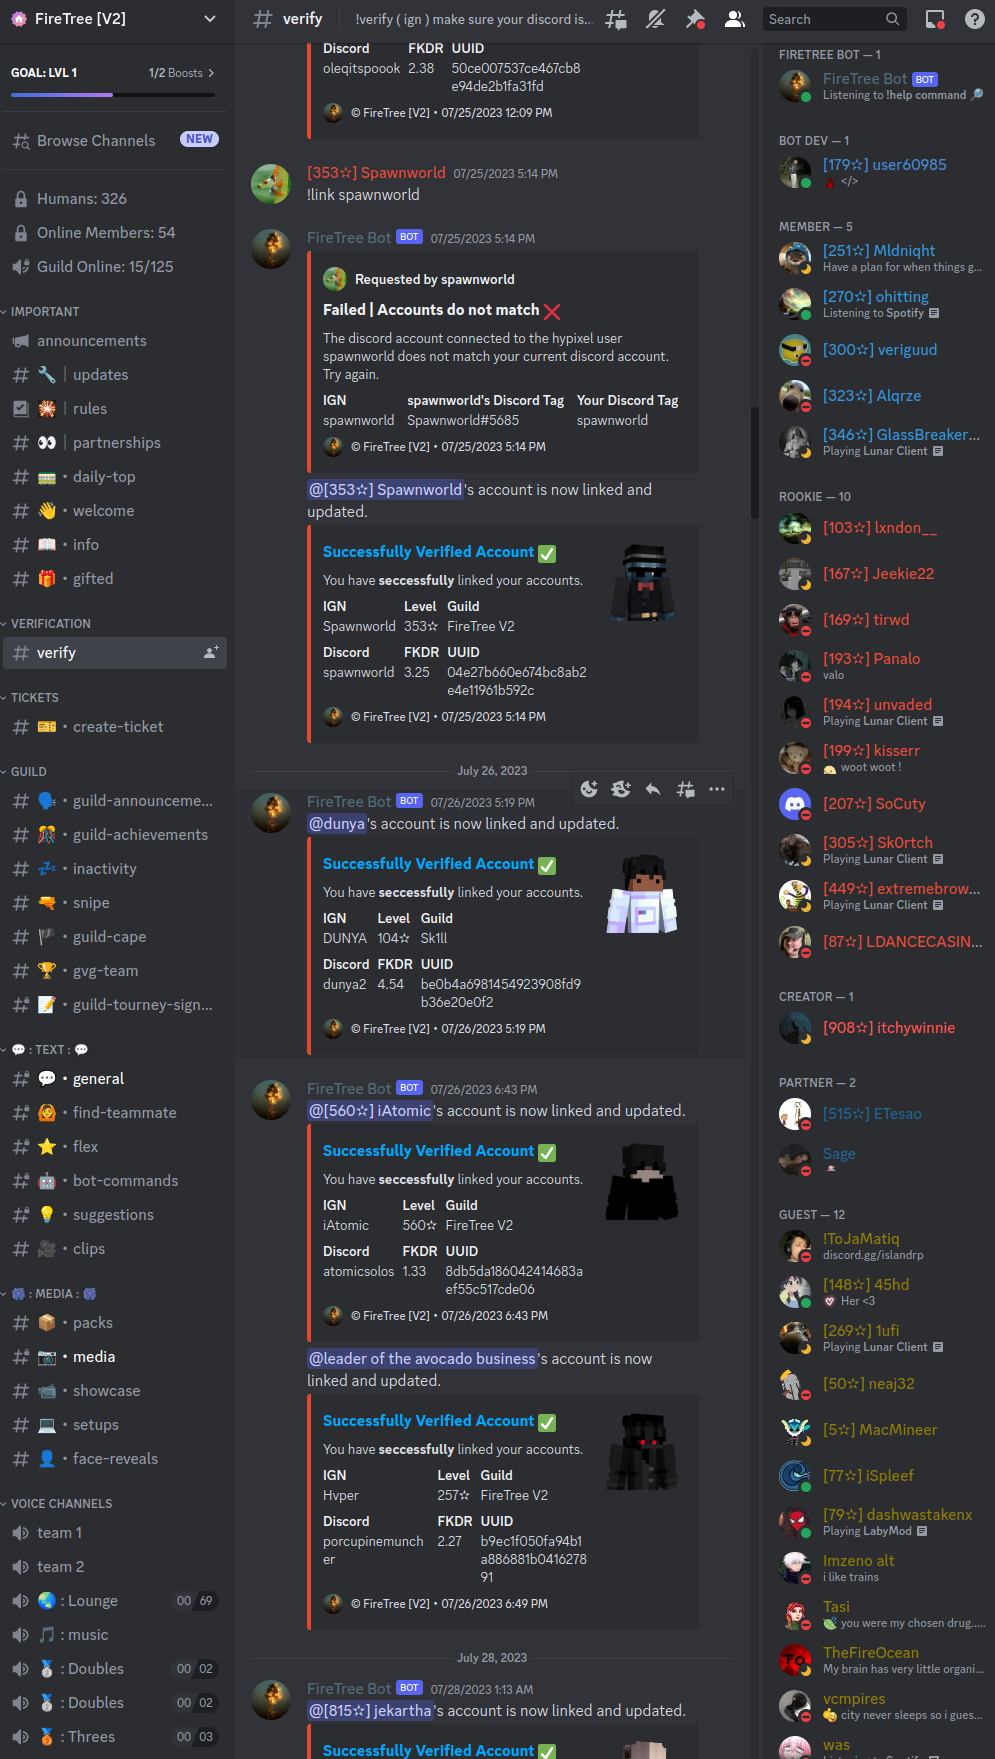 FireTree [V2]
GOAL: LVL 1
1/2 Boosts
Browse Channels
NEW
Humans: 326
Online Members: 54
Guild Online: 15/125
IMPORTANT
announcements
| updates
| rules
| partnerships
• daily-top
• welcome
• info
• gifted
VERIFICATION
verify
TICKETS
• create-ticket
GUILD
• guild-announceme...
• guild-achievements
• inactivity
• snipe
• guild-cape
• gvg-team
• guild-tourney-sign...
: TEXT :
• general
• find-teammate
• flex
• bot-commands
• suggestions
• clips
: MEDIA :
• packs
• media
• showcase
• setups
• face-reveals
VOICE CHANNELS
team 1
team 2
: Lounge 00 69
: music
: Doubles 00 02
: Doubles 00 02
: Threes 00 03
verify
!verify ( ign ) make sure your discord is...
Search
Discord FKDR UUID
oleqitspoook 2.38 50ce007537ce467cb8
e94de2b1fa31fd
© FireTree [V2] • 07/25/2023 12:09 PM
[353☆] Spawnworld 07/25/2023 5:14 PM
!link spawnworld
FireTree Bot BOT 07/25/2023 5:14 PM
Requested by spawnworld
Failed | Accounts do not match ❌
The discord account connected to the hypixel user
spawnworld does not match your current discord account.
Try again.
IGN spawnworld's Discord Tag Your Discord Tag
spawnworld Spawnworld#5685 spawnworld
© FireTree [V2] • 07/25/2023 5:14 PM
@[353☆] Spawnworld's account is now linked and
updated.
Successfully Verified Account ✅
You have seccessfully linked your accounts.
IGN Level Guild
Spawnworld 353☆ FireTree V2
Discord FKDR UUID
spawnworld 3.25 04e27b660e674bc8ab2
e4e11961b592c
© FireTree [V2] • 07/25/2023 5:14 PM
July 26, 2023
FireTree Bot BOT 07/26/2023 5:19 PM
@dunya's account is now linked and updated.
Successfully Verified Account ✅
You have seccessfully linked your accounts.
IGN Level Guild
DUNYA 104☆ Sk1ll
Discord FKDR UUID
dunya2 4.54 be0b4a6981454923908fd9
b36e20e0f2
© FireTree [V2] • 07/26/2023 5:19 PM
FireTree Bot BOT 07/26/2023 6:43 PM
@[560☆] iAtomic's account is now linked and updated.
Successfully Verified Account ✅
You have seccessfully linked your accounts.
IGN Level Guild
iAtomic 560☆ FireTree V2
Discord FKDR UUID
atomicsolos 1.33 8db5da186042414683a
ef55c517cde06
© FireTree [V2] • 07/26/2023 6:43 PM
@leader of the avocado business's account is now
linked and updated.
Successfully Verified Account ✅
You have seccessfully linked your accounts.
IGN Level Guild
Hvper 257☆ FireTree V2
Discord FKDR UUID
porcupinemunch 2.27 b9ec1f050fa94b1
er a886881b0416278
91
© FireTree [V2] • 07/26/2023 6:49 PM
July 28, 2023
FireTree Bot BOT 07/28/2023 1:13 AM
@[815☆] jekartha's account is now linked and updated.
Successfully Verified Account ✅
FIRETREE BOT — 1
FireTree Bot BOT
Listening to !help command
BOT DEV — 1
[179☆] user60985
</>
MEMBER — 5
[251☆] Mldniqht
Have a plan for when things g...
[270☆] ohitting
Listening to Spotify
[300☆] veriguud
[323☆] Alqrze
[346☆] GlassBreaker...
Playing Lunar Client
ROOKIE — 10
[103☆] lxndon__
[167☆] Jeekie22
[169☆] tirwd
[193☆] Panalo
valo
[194☆] unvaded
Playing Lunar Client
[199☆] kisserr
woot woot !
[207☆] SoCuty
[305☆] Sk0rtch
Playing Lunar Client
[449☆] extremebrow...
Playing Lunar Client
[87☆] LDANCECASIN...
CREATOR — 1
[908☆] itchywinnie
PARTNER — 2
[515☆] ETesao
Sage
GUEST — 12
!ToJaMatiq
discord.gg/islandrp
[148☆] 45hd
Her <3
[269☆] 1ufi
Playing Lunar Client
[50☆] neaj32
[5☆] MacMineer
[77☆] iSpleef
[79☆] dashwastakenx
Playing LabyMod
Imzeno alt
i like trains
Tasi
you were my chosen drug.....
TheFireOcean
My brain has very little organi...
vcmpires
city never sleeps so i gues...
was